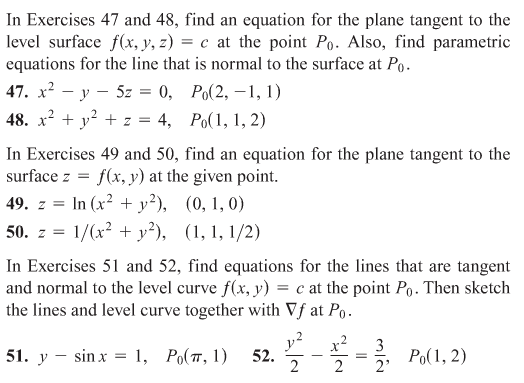 In Exercises 47 and 48, find an equation for the plane tangent to the
level surface f(x, y, z) = c at the point P₀. Also, find parametric
equations for the line that is normal to the surface at P₀.
47. x² − y − 5z = 0, P₀(2, −1, 1)
48. x² + y² + z = 4, P₀(1, 1, 2)
In Exercises 49 and 50, find an equation for the plane tangent to the
surface z = f(x, y) at the given point.
49. z = ln (x² + y²), (0, 1, 0)
50. z = 1/(x² + y²), (1, 1, 1/2)
In Exercises 51 and 52, find equations for the lines that are tangent
and normal to the level curve f(x, y) = c at the point P₀. Then sketch
the lines and level curve together with ∇f at P₀.
51. y − sin x = 1, P₀(π, 1) 52. y²/2 − x²/2 = 3/2, P₀(1, 2)